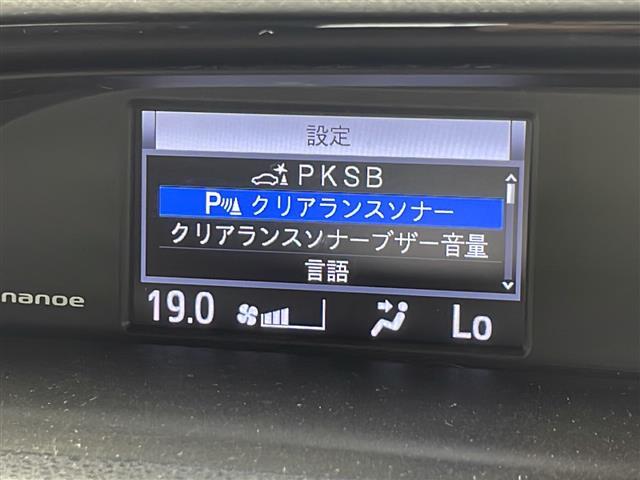 設定
PKSB
P クリアランスソナー
クリアランスソナーブザー音量
言語
nanoe
19.0 Lo